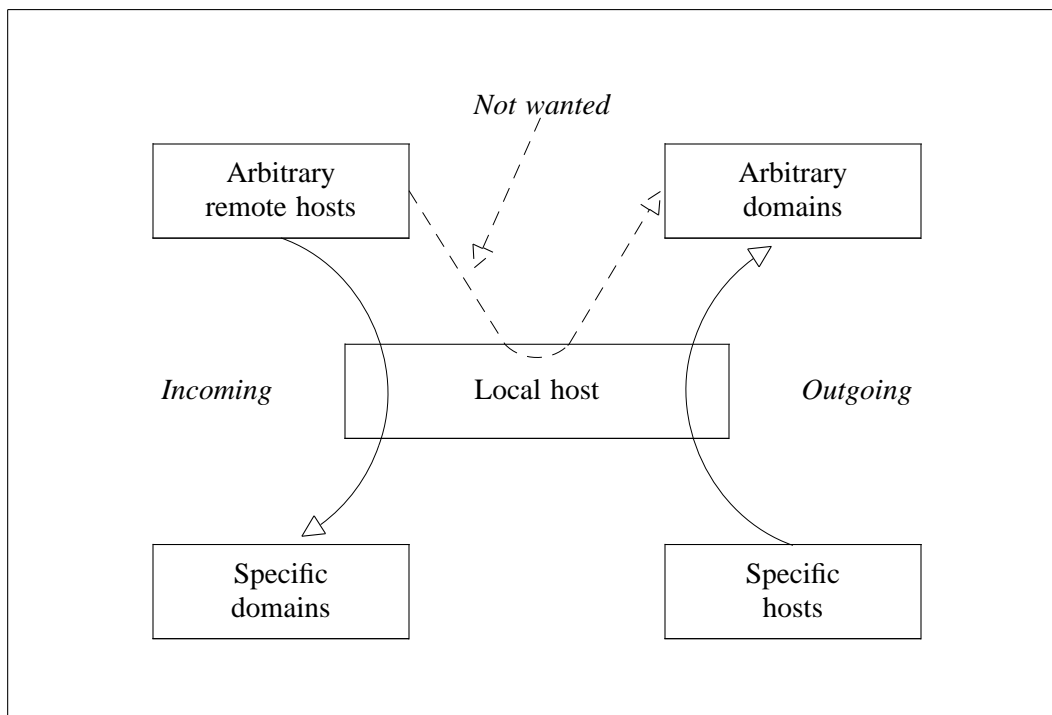 Not wanted
Arbitrary
remote hosts
Arbitrary
domains
Incoming
Local host
Outgoing
Specific
domains
Specific
hosts